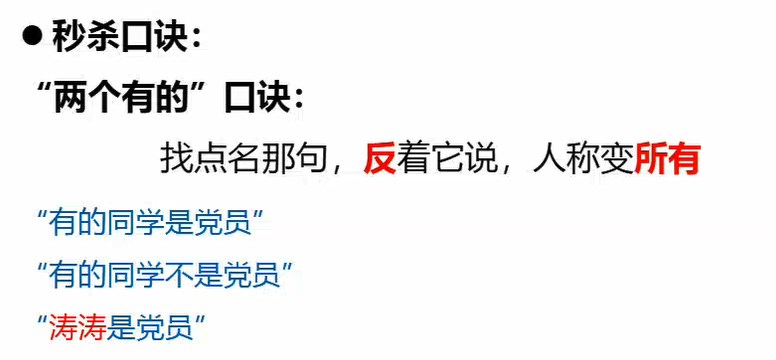 ●秒杀口诀：
“两个有的”口诀：
找点名那句，反着它说，人称变所有
“有的同学是党员”
“有的同学不是党员”
“涛涛是党员”